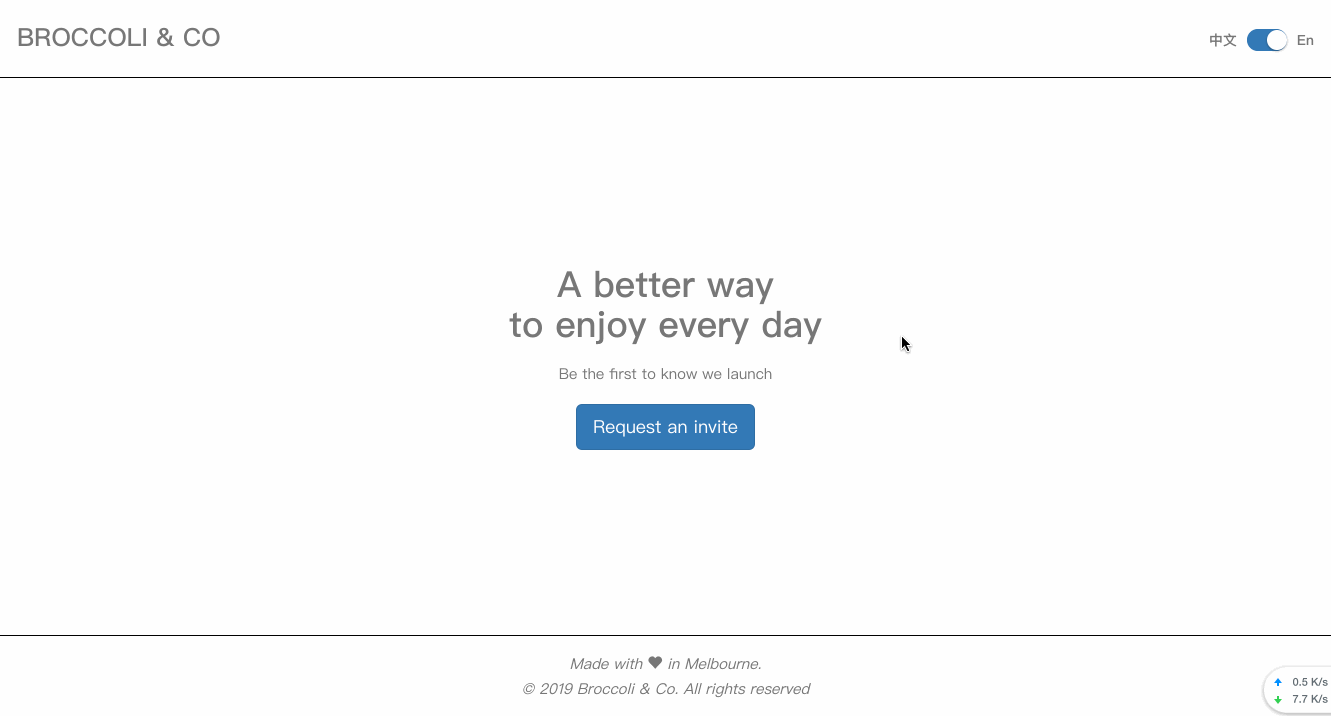 BROCCOLI & CO
中文 En
A better way
to enjoy every day
Be the first to know we launch
Request an invite
Made with ♥ in Melbourne.
© 2019 Broccoli & Co. All rights reserved
0.5 K/s
7.7 K/s